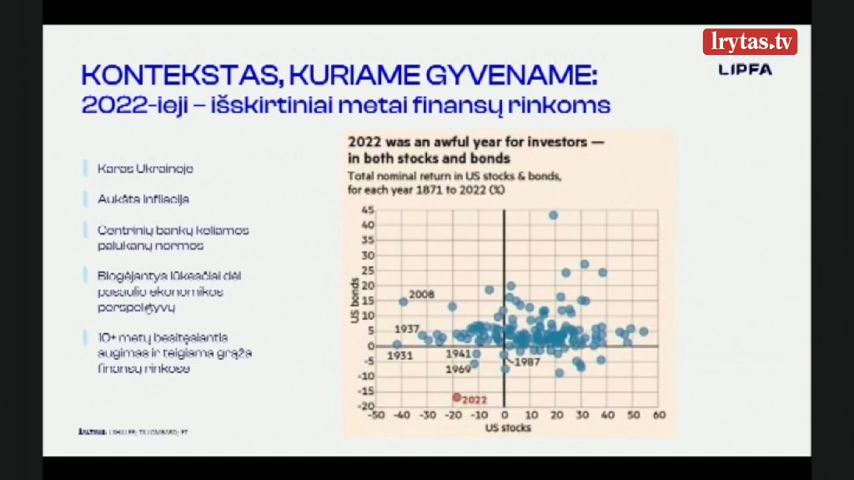 lrytas.tv
LIPFA
KONTEKSTAS, KURIAME GYVENAME:
2022-ieji – išskirtiniai metai finansų rinkoms
Karas Ukrainoje
Aukšta infliacija
Centrinių bankų keliamos
palūkanų normos
Blogėjantys lūkesčiai dėl
pasaulio ekonomikos
perspektyvų
10+ metų besitęsiantis
augimas ir teigiama grąža
finansų rinkose
2022 was an awful year for investors —
in both stocks and bonds
Total nominal return in US stocks & bonds,
for each year 1871 to 2022 (%)
45
40
35
30
25
20
15
10
5
0
-5
-10
-15
-20
US bonds
2008
1937
1931
1941
1969
1987
2022
-50 -40 -30 -20 -10 0 10 20 30 40 50 60
US stocks